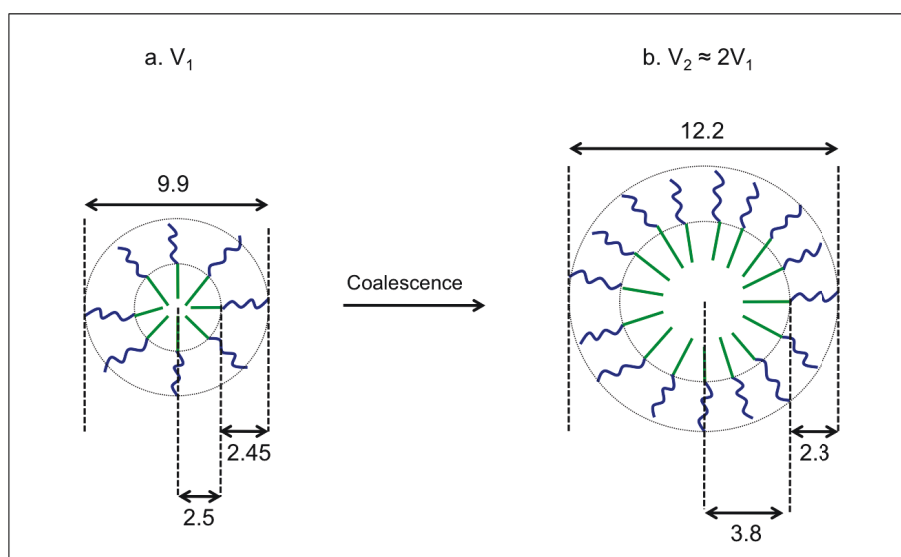 a. V₁
b. V₂ ≈ 2V₁
12.2
9.9
Coalescence
2.45
2.3
2.5
3.8